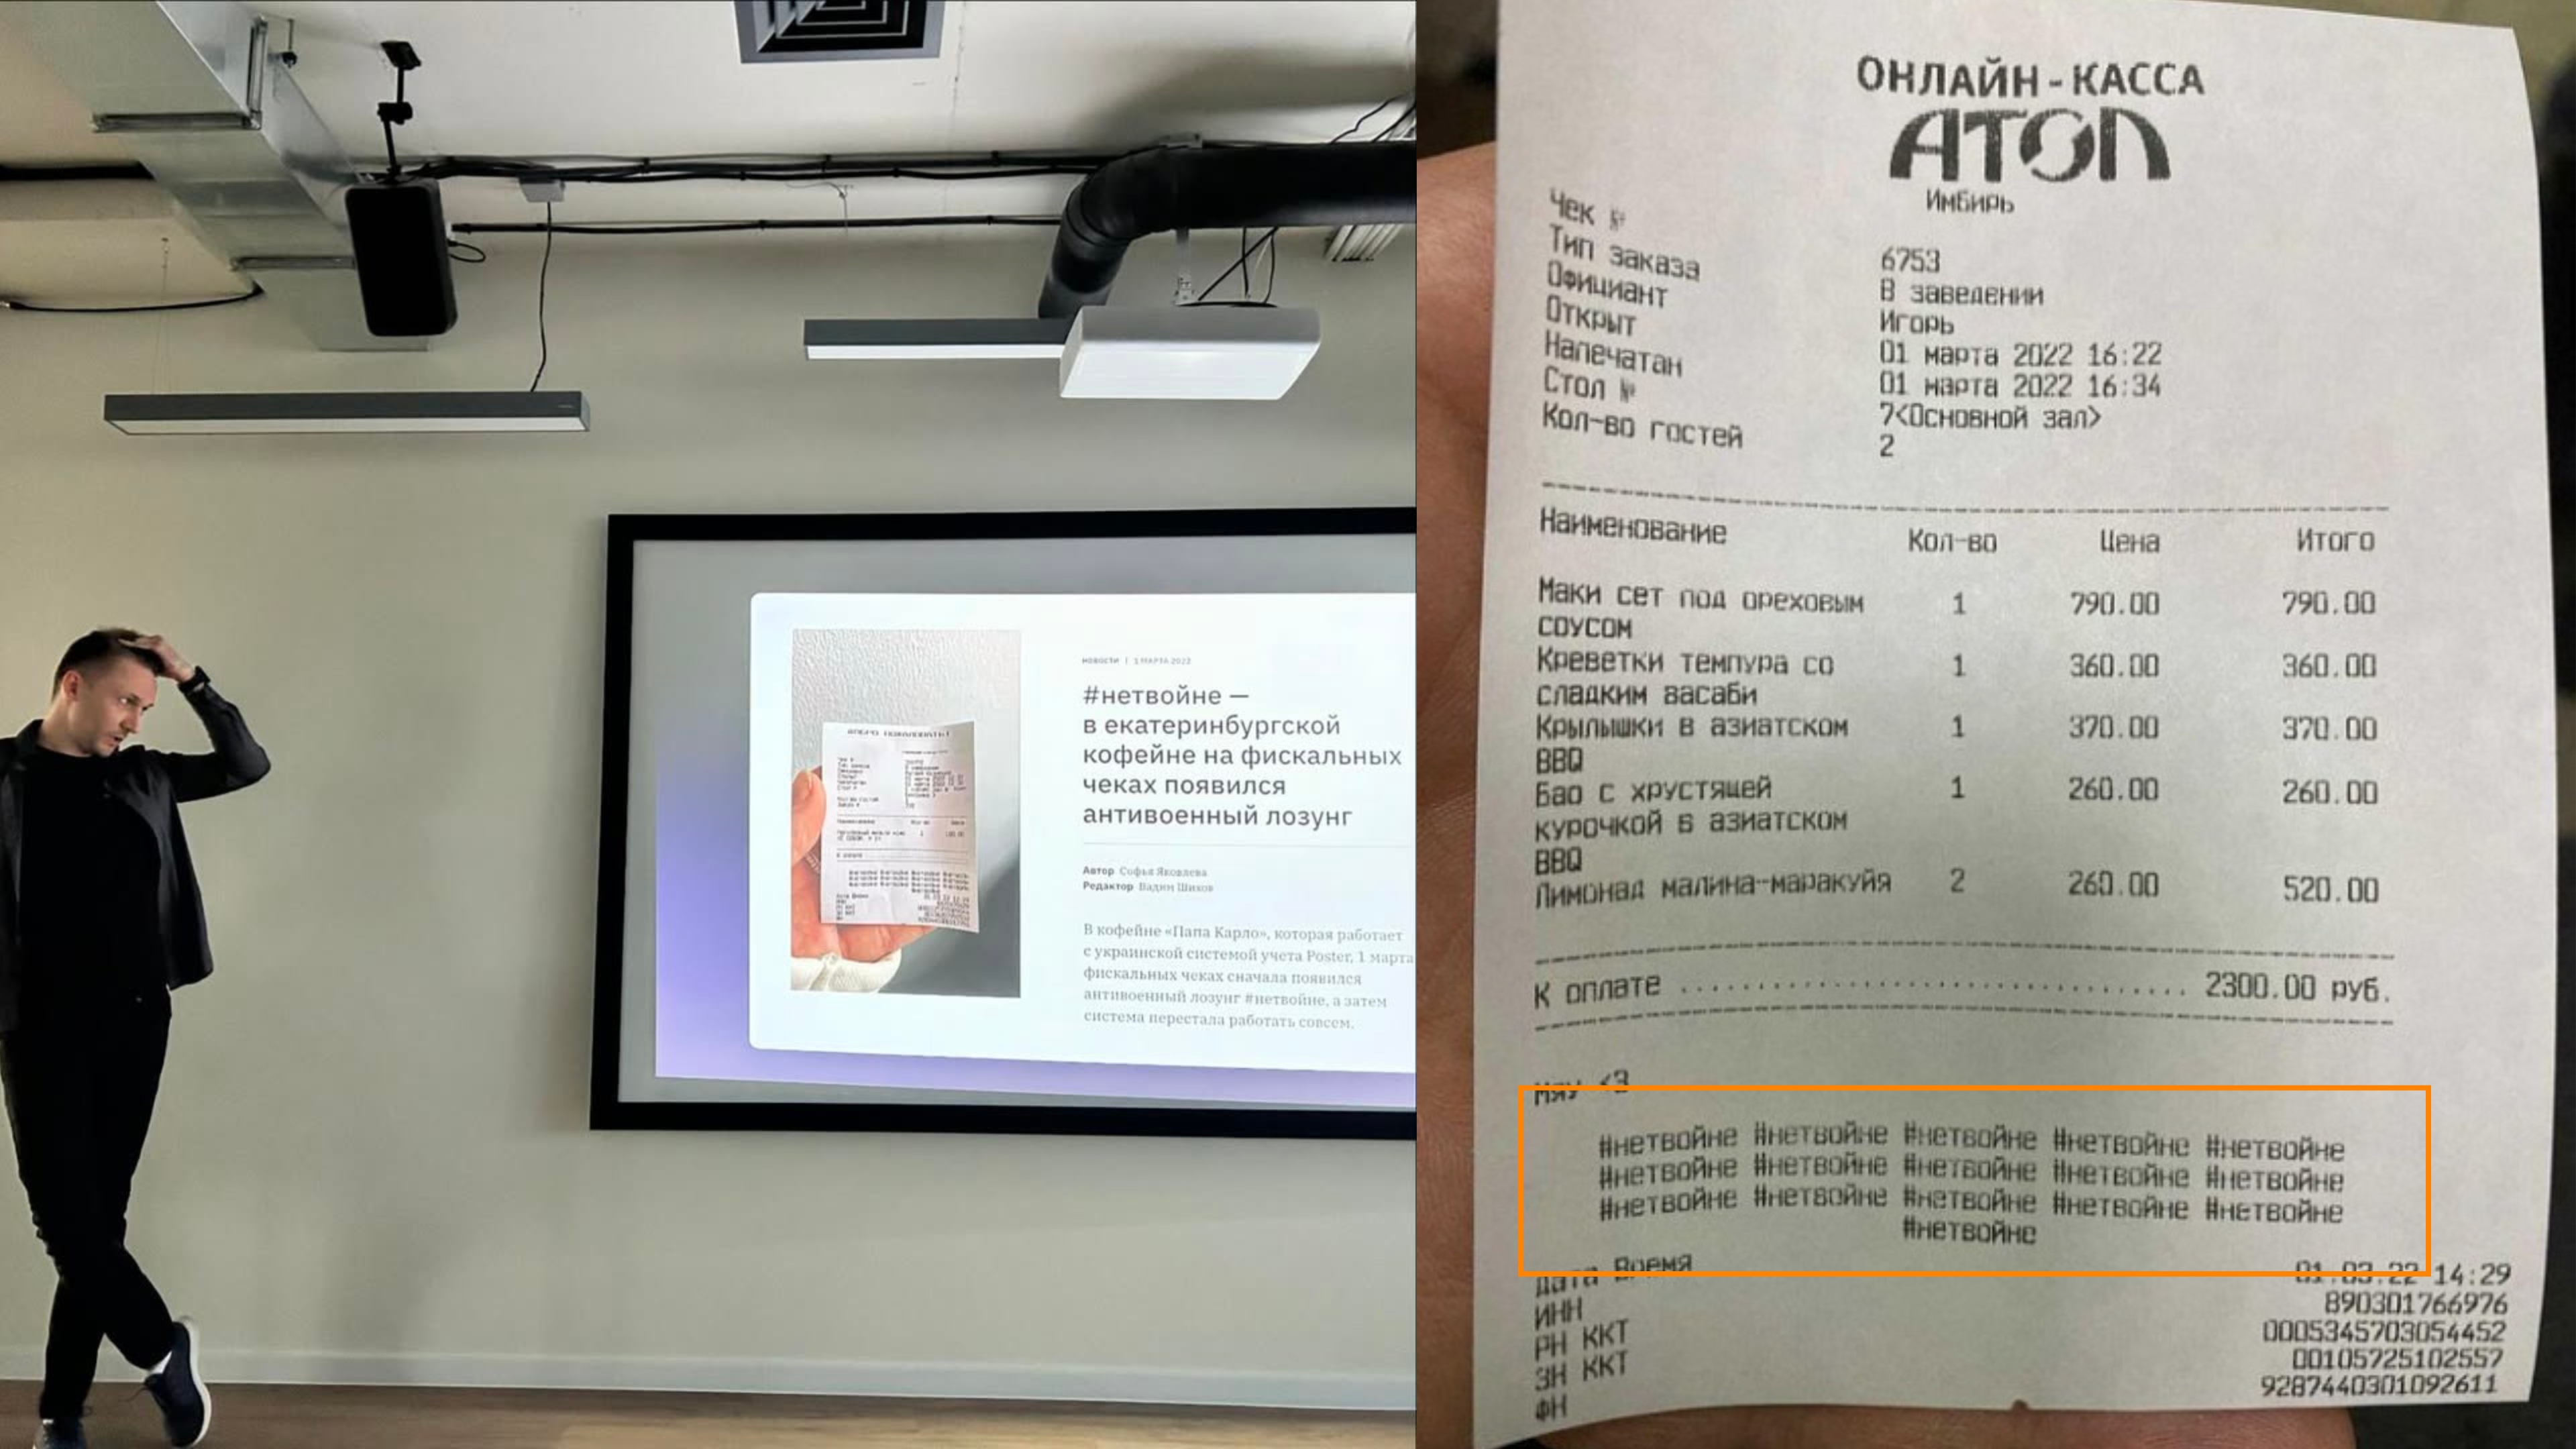 НОВОСТИ | 1 МАРТА 2022
#нетвойне —
в екатеринбургской
кофейне на фискальных
чеках появился
антивоенный лозунг
Автор Софья Яковлева
Редактор Вадим Шихов
В кофейне «Папа Карло», которая работает
с украинской системой учета Poster, 1 марта
фискальных чеках сначала появился
антивоенный лозунг #нетвойне, а затем
система перестала работать совсем.
ДОБРО ПОЖАЛОВАТЬ!
ОНЛАЙН-КАССА
АТОЛ
Имбирь
Чек № 6753
Тип заказа В заведении
Официант Игорь
Открыт 01 марта 2022 16:22
Напечатан 01 марта 2022 16:34
Стол № 7<Основной зал>
Кол-во гостей 2
Наименование Кол-во Цена Итого
Маки сет под ореховым 1 790.00 790.00
соусом
Креветки темпура со 1 360.00 360.00
сладким васаби
Крылышки в азиатском 1 370.00 370.00
BBQ
Бао с хрустящей 1 260.00 260.00
курочкой в азиатском
BBQ
Лимонад малина-маракуйя 2 260.00 520.00
К оплате 2300.00 руб.
Мяу <3
#нетвойне #нетвойне #нетвойне #нетвойне #нетвойне
#нетвойне #нетвойне #нетвойне #нетвойне #нетвойне
#нетвойне #нетвойне #нетвойне #нетвойне #нетвойне
#нетвойне
Дата Время 01.03.22 14:29
ИНН 890301766976
РН ККТ 0005345703054452
ЗН ККТ 00105725102557
ФН 9287440301092611